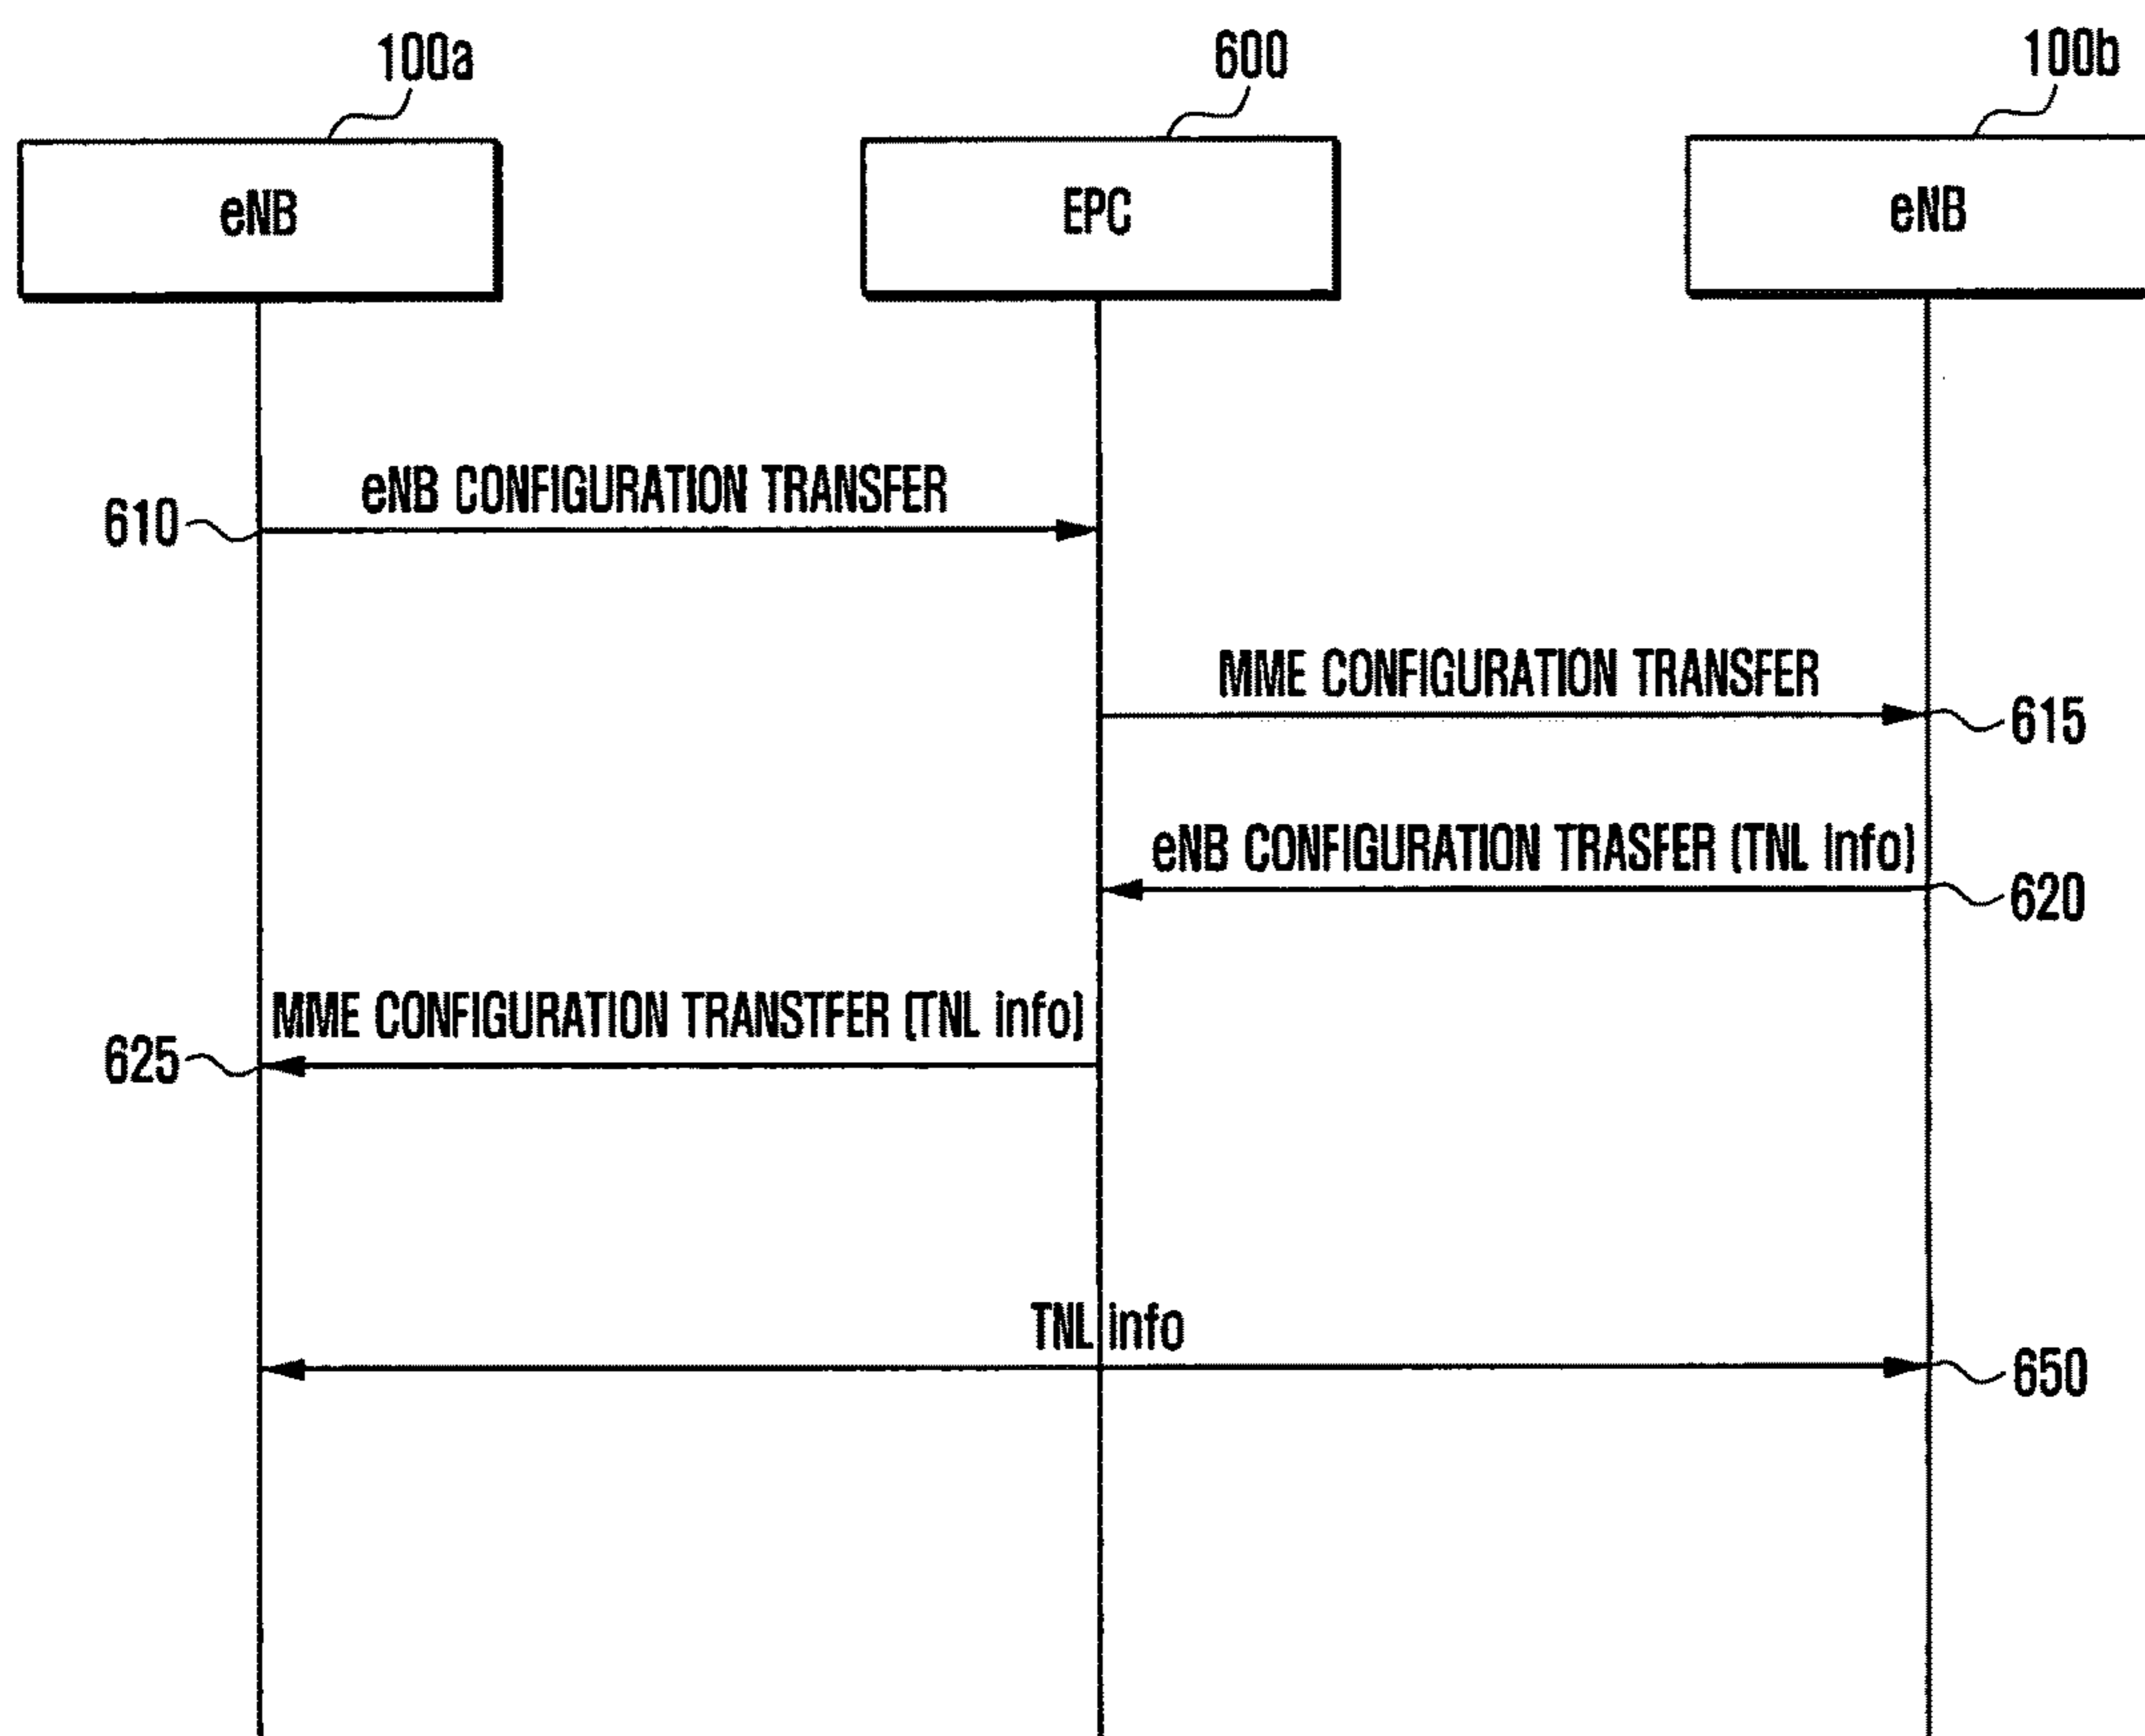 100a
600
100b
eNB
EPC
eNB
eNB CONFIGURATION TRANSFER
610
MME CONFIGURATION TRANSFER
615
eNB CONFIGURATION TRASFER (TNL info)
620
MME CONFIGURATION TRANSTFER (TNL info)
625
TNL info
650